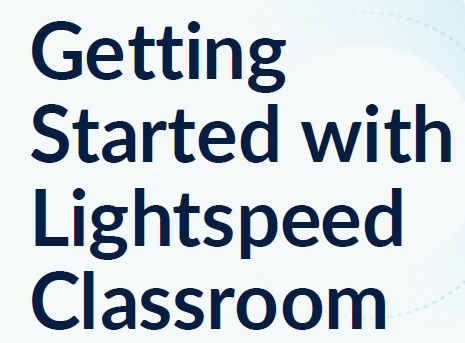 Getting
Started with
Lightspeed
Classroom